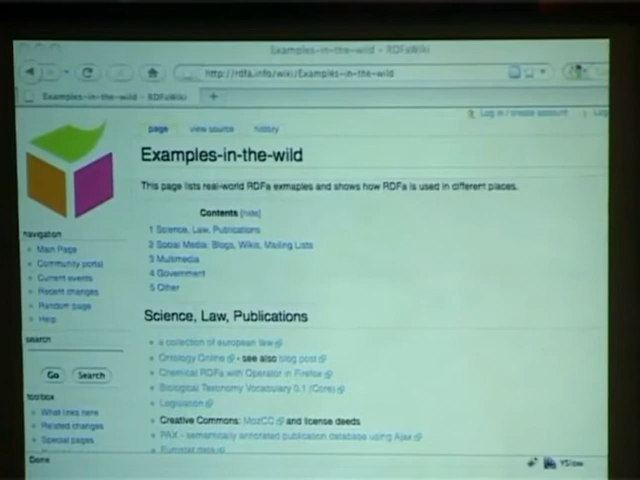 Examples-in-the-wild - RDFaWiki
http://rdfa.info/wiki/Examples-in-the-wild
Examples-in-the-wild - RDFaWiki
Log in / create account
page view source history
Examples-in-the-wild
This page lists real-world RDFa exmaples and shows how RDFa is used in different places.
Contents [hide]
1 Science, Law, Publications
2 Social Media: Blogs, Wikis, Mailing Lists
3 Multimedia
4 Government
5 Other
navigation
Main Page
Community portal
Current events
Recent changes
Random page
Help
search
Go Search
toolbox
What links here
Related changes
Special pages
Science, Law, Publications
a collection of european law
Ontology Online - see also blog post
Chemical RDFa with Operator in Firefox
Biological Taxonomy Vocabulary 0.1 (Core)
Legislation
Creative Commons: MozCC and license deeds
PAX - semantically annotated publication database using Ajax
Eurostat data
Done
YSlow